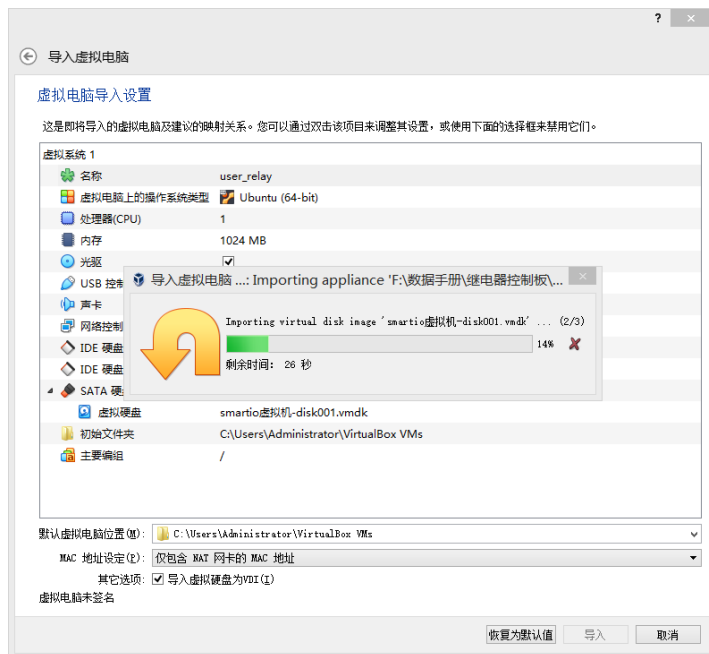 ?
导入虚拟电脑
虚拟电脑导入设置
这是即将导入的虚拟电脑及建议的映射关系。您可以通过双击该项目来调整其设置，或使用下面的选择框来禁用它们。
虚拟系统 1
名称 user_relay
虚拟电脑上的操作系统类型 Ubuntu (64-bit)
处理器(CPU) 1
内存 1024 MB
光驱
导入虚拟电脑 ...: Importing appliance 'F:\数据手册\继电器控制板\...
USB 控制
声卡
Importing virtual disk image 'smartio虚拟机-disk001.vmdk' ... (2/3)
网络控制
14%
IDE 硬盘
剩余时间： 26 秒
IDE 硬盘
SATA 硬
虚拟硬盘 smartio虚拟机-disk001.vmdk
初始文件夹 C:\Users\Administrator\VirtualBox VMs
主要编组 /
默认虚拟电脑位置(M)： C:\Users\Administrator\VirtualBox VMs
MAC 地址设定(P)： 仅包含 NAT 网卡的 MAC 地址
其它选项： 导入虚拟硬盘为VDI(I)
虚拟电脑未签名
恢复为默认值 导入 取消